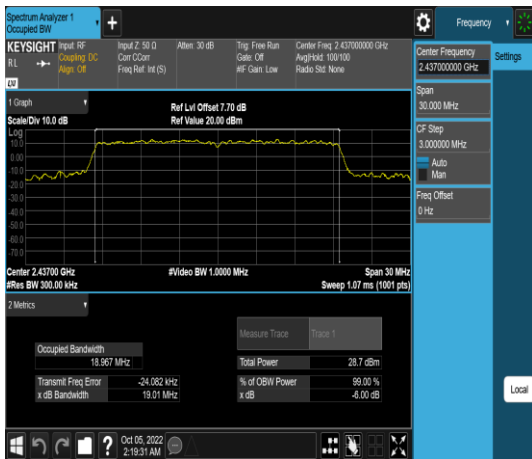 Spectrum Analyzer 1
Occupied BW
+
Frequency
Settings
KEYSIGHT
RL
LXI
Input: RF
Coupling: DC
Align: Off
Input Z: 50 Ω
Corr CCorr
Freq Ref: Int (S)
Atten: 30 dB
Trig: Free Run
Gate: Off
#IF Gain: Low
Center Freq: 2.437000000 GHz
Avg|Hold: 100/100
Radio Std: None
Center Frequency
2.437000000 GHz
Span
30.000 MHz
CF Step
3.000000 MHz
Auto
Man
Freq Offset
0 Hz
Local
1 Graph
Scale/Div 10.0 dB
Ref Lvl Offset 7.70 dB
Ref Value 20.00 dBm
Log
10.0
0.00
-10.0
-20.0
-30.0
-40.0
-50.0
-60.0
-70.0
Center 2.43700 GHz
#Video BW 1.0000 MHz
Span 30 MHz
#Res BW 300.00 kHz
Sweep 1.07 ms (1001 pts)
2 Metrics
Measure Trace
Trace 1
Occupied Bandwidth
18.967 MHz
Total Power
28.7 dBm
Transmit Freq Error
-24.082 kHz
% of OBW Power
99.00 %
x dB Bandwidth
19.01 MHz
x dB
-6.00 dB
?
Oct 05, 2022
2:19:31 AM